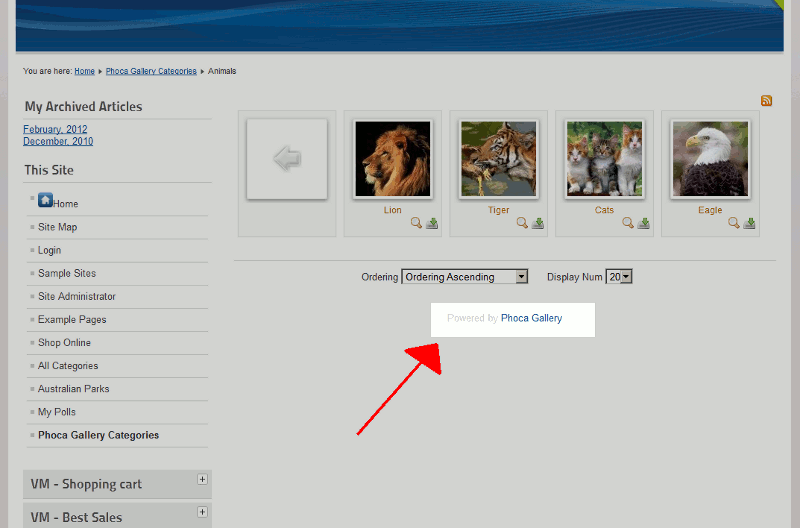 You are here: Home Phoca Gallery Categories Animals
My Archived Articles
February, 2012
December, 2010
This Site
Home
Site Map
Login
Sample Sites
Site Administrator
Example Pages
Shop Online
All Categories
Australian Parks
My Polls
Phoca Gallery Categories
VM - Shopping cart
VM - Best Sales
Lion Tiger Cats Eagle
Ordering Ordering Ascending Display Num 20
Powered by Phoca Gallery